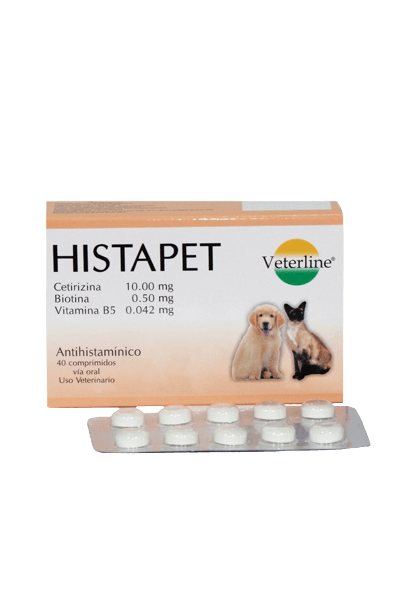 HISTAPET
Veterline®
Cetirizina 10.00 mg
Biotina 0.50 mg
Vitamina B5 0.042 mg
Antihistamínico
40 comprimidos
vía oral
Uso Veterinario